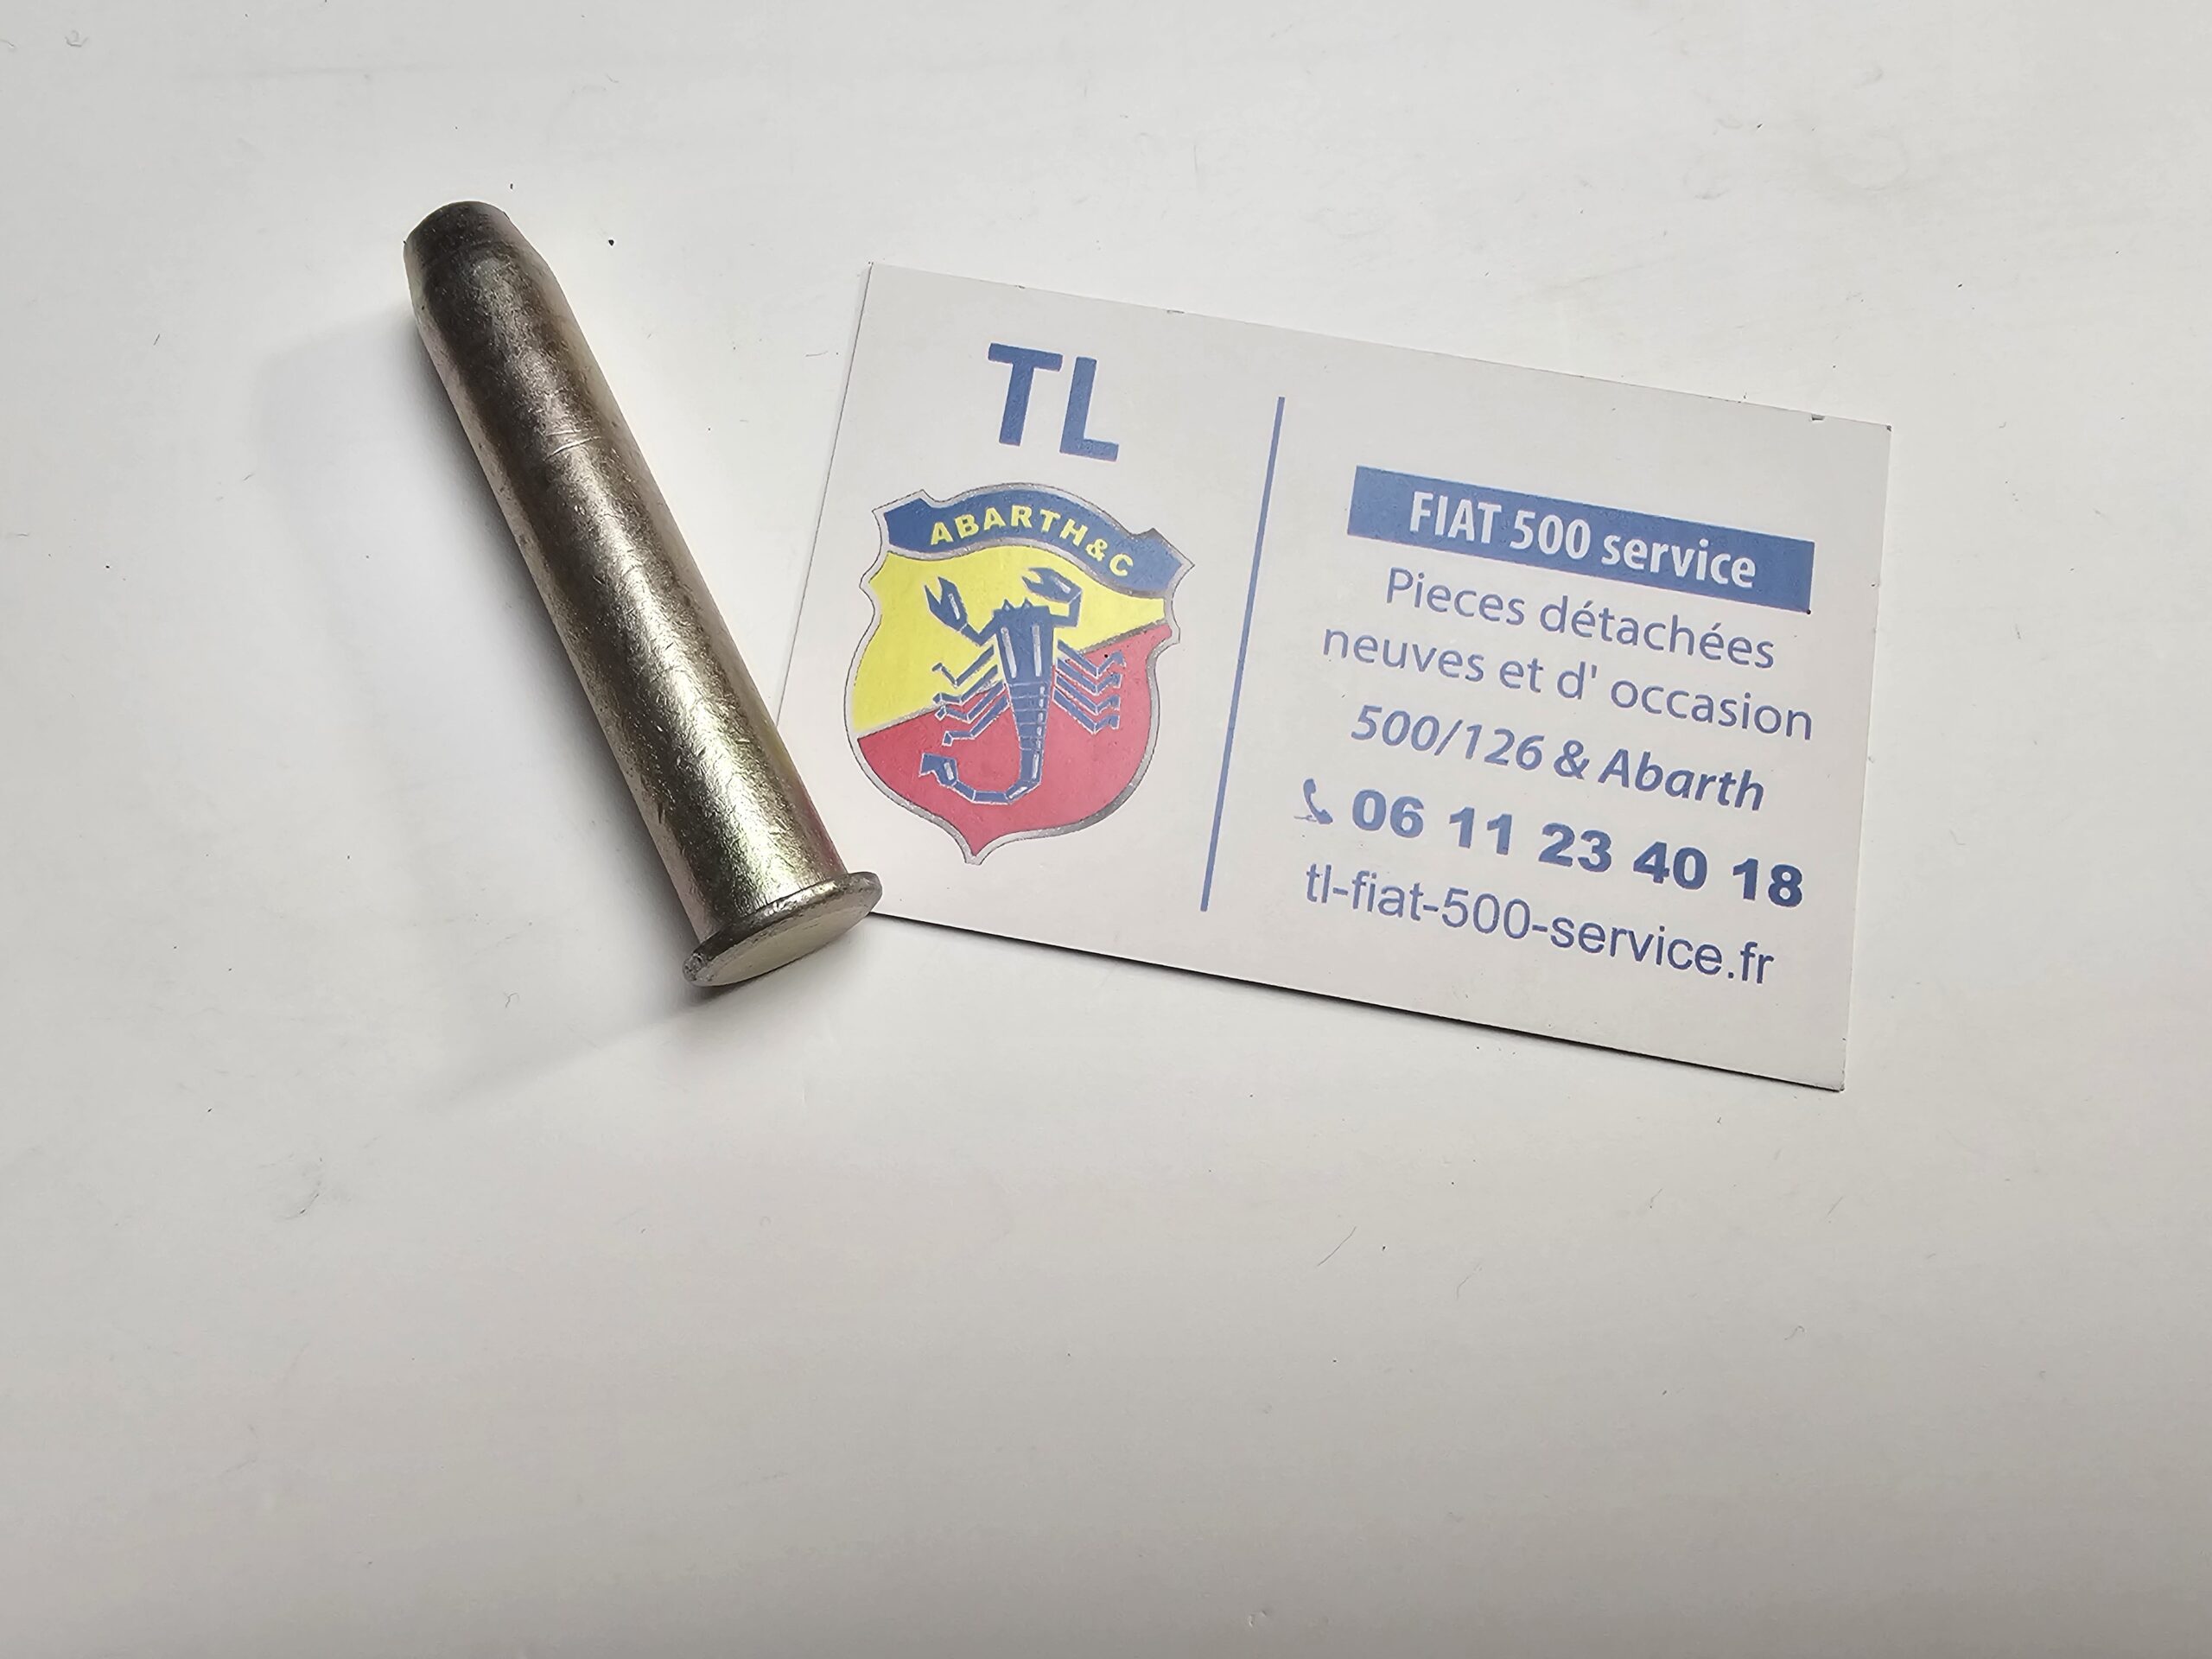 TL
ABARTH & C
FIAT 500 service
Pieces détachées
neuves et d' occasion
500/126 & Abarth
06 11 23 40 18
tl-fiat-500-service.fr